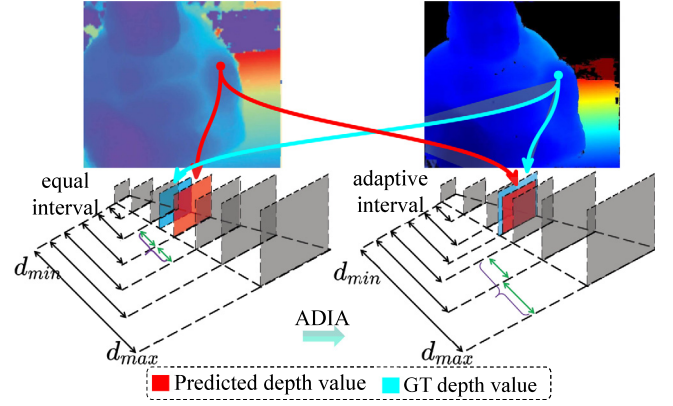 equal
interval
adaptive
interval
d_min
d_min
ADIA
d_max
d_max
Predicted depth value
GT depth value